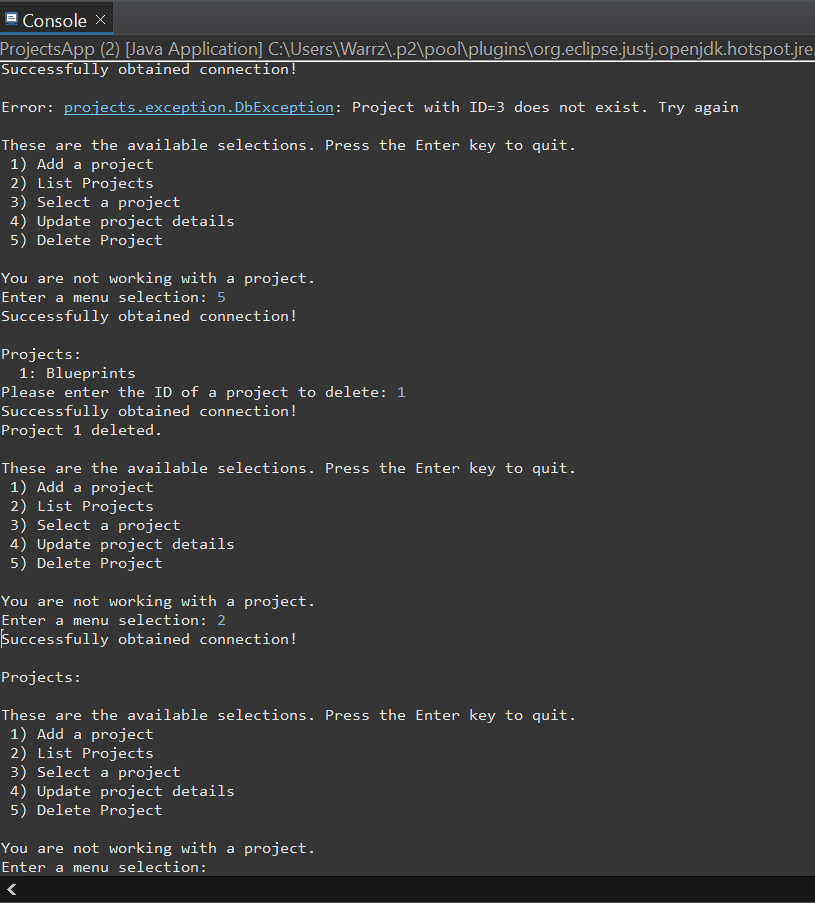 Console
ProjectsApp (2) [Java Application] C:\Users\Warrz\.p2\pool\plugins\org.eclipse.justj.openjdk.hotspot.jre.
Successfully obtained connection!
Error: projects.exception.DbException: Project with ID=3 does not exist. Try again
These are the available selections. Press the Enter key to quit.
1) Add a project
2) List Projects
3) Select a project
4) Update project details
5) Delete Project
You are not working with a project.
Enter a menu selection: 5
Successfully obtained connection!
Projects:
1: Blueprints
Please enter the ID of a project to delete: 1
Successfully obtained connection!
Project 1 deleted.
These are the available selections. Press the Enter key to quit.
1) Add a project
2) List Projects
3) Select a project
4) Update project details
5) Delete Project
You are not working with a project.
Enter a menu selection: 2
Successfully obtained connection!
Projects:
These are the available selections. Press the Enter key to quit.
1) Add a project
2) List Projects
3) Select a project
4) Update project details
5) Delete Project
You are not working with a project.
Enter a menu selection: